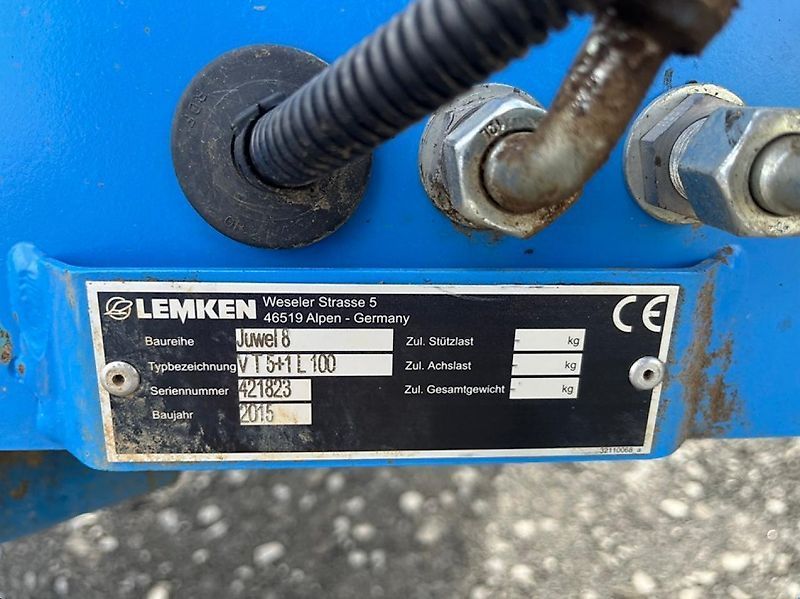 LEMKEN
Weseler Strasse 5
46519 Alpen - Germany
CE
Baureihe Juwel 8
Typbezeichnung V T 5+1 L 100
Seriennummer 421823
Baujahr 2015
Zul. Stützlast - kg
Zul. Achslast - kg
Zul. Gesamtgewicht - kg
32110068 a